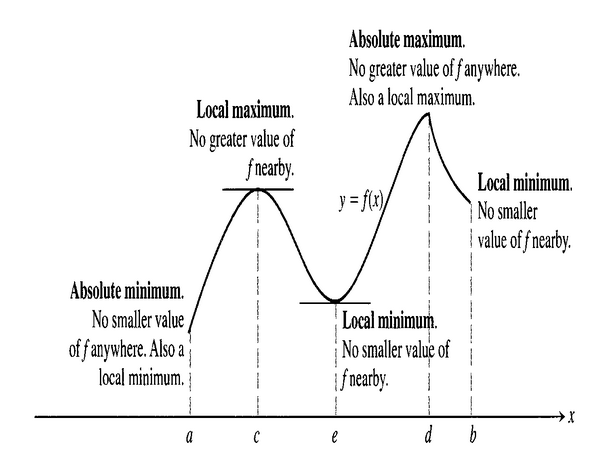 Absolute maximum.
No greater value of f anywhere.
Also a local maximum.
Local maximum.
No greater value of
f nearby.
y = f(x)
Local minimum.
No smaller
value of f nearby.
Absolute minimum.
No smaller value
of f anywhere. Also a
local minimum.
Local minimum.
No smaller value of
f nearby.
x
a c e d b